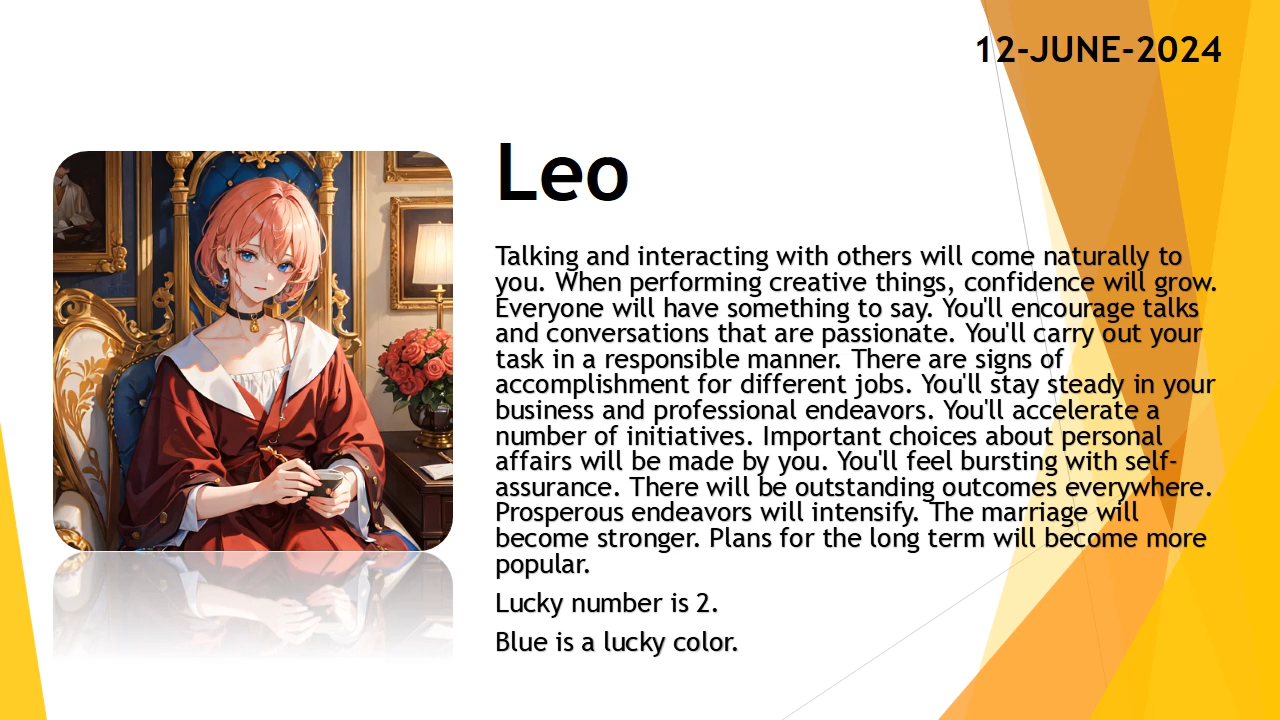 12-JUNE-2024
Leo
Talking and interacting with others will come naturally to
you. When performing creative things, confidence will grow.
Everyone will have something to say. You'll encourage talks
and conversations that are passionate. You'll carry out your
task in a responsible manner. There are signs of
accomplishment for different jobs. You'll stay steady in your
business and professional endeavors. You'll accelerate a
number of initiatives. Important choices about personal
affairs will be made by you. You'll feel bursting with self-
assurance. There will be outstanding outcomes everywhere.
Prosperous endeavors will intensify. The marriage will
become stronger. Plans for the long term will become more
popular.
Lucky number is 2.
Blue is a lucky color.